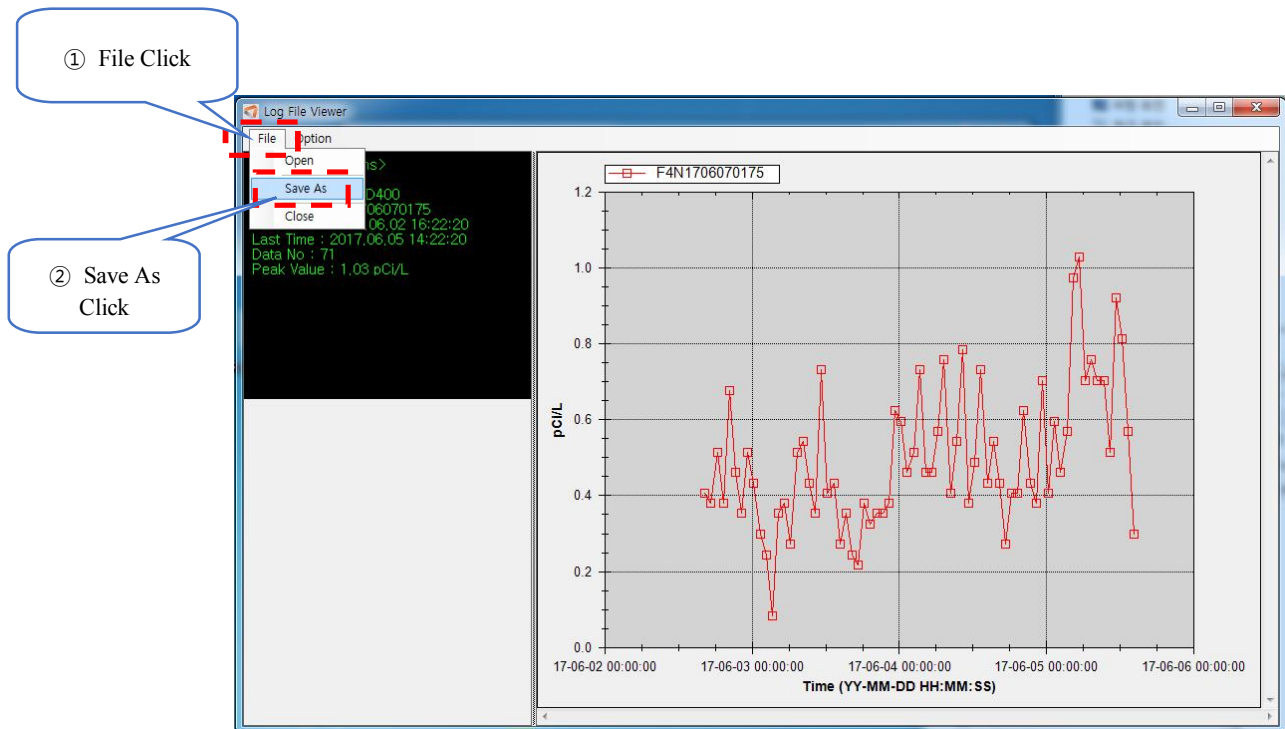 ① File Click
Log File Viewer
File Option
Open
ns>
Save As
D400
06070175
Close
06.02 16:22:20
Last Time : 2017.06.05 14:22:20
Data No : 71
Peak Value : 1.03 pCi/L
② Save As
Click
F4N1706070175
1.2
1.0
0.8
0.6
0.4
0.2
0.0
pCi/L
17-06-02 00:00:00
17-06-03 00:00:00
17-06-04 00:00:00
17-06-05 00:00:00
17-06-06 00:00:00
Time (YY-MM-DD HH:MM:SS)